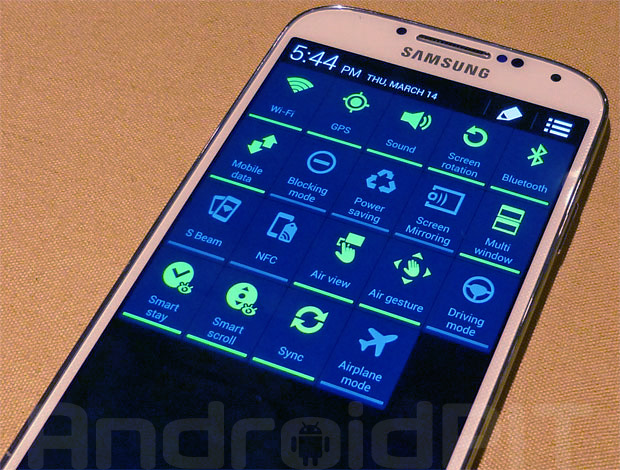 SAMSUNG
5:44 PM THU, MARCH 14
Wi-Fi
GPS
Sound
Screen
rotation
Bluetooth
Mobile
data
Blocking
mode
Power
saving
Screen
Mirroring
Multi
window
S Beam
NFC
Air view
Air gesture
Driving
mode
Smart
stay
Smart
scroll
Sync
Airplane
mode
AndroidPIT